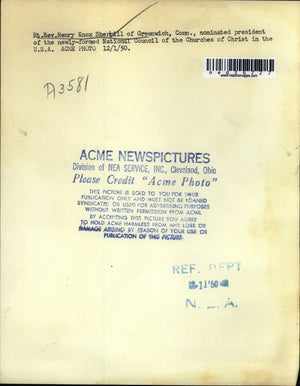 Rt.Rev.Henry Knox Sherrill of Greenwich, Conn., nominated president
of the newly-formed National Council of the Churches of Christ in the
U.S.A. ACME PHOTO 12/1/50.
A3581
ACME NEWSPICTURES
Division of NEA SERVICE, INC., Cleveland, Ohio
Please Credit "Acme Photo"
THIS PICTURE IS SOLD TO YOU FOR YOUR
PUBLICATION ONLY AND MUST NOT BE LOANED
SYNDICATED OR USED FOR ADVERTISING PURPOSES
WITHOUT WRITTEN PERMISSION FROM ACME.
BY ACCEPTING THIS PICTURE YOU AGREE
TO HOLD ACME HARMLESS FROM ANY LOSS OR
DAMAGE ARISING BY REASON OF YOUR USE OR
PUBLICATION OF THIS PICTURE.
REF. DEPT.
11'50
N. E. A.